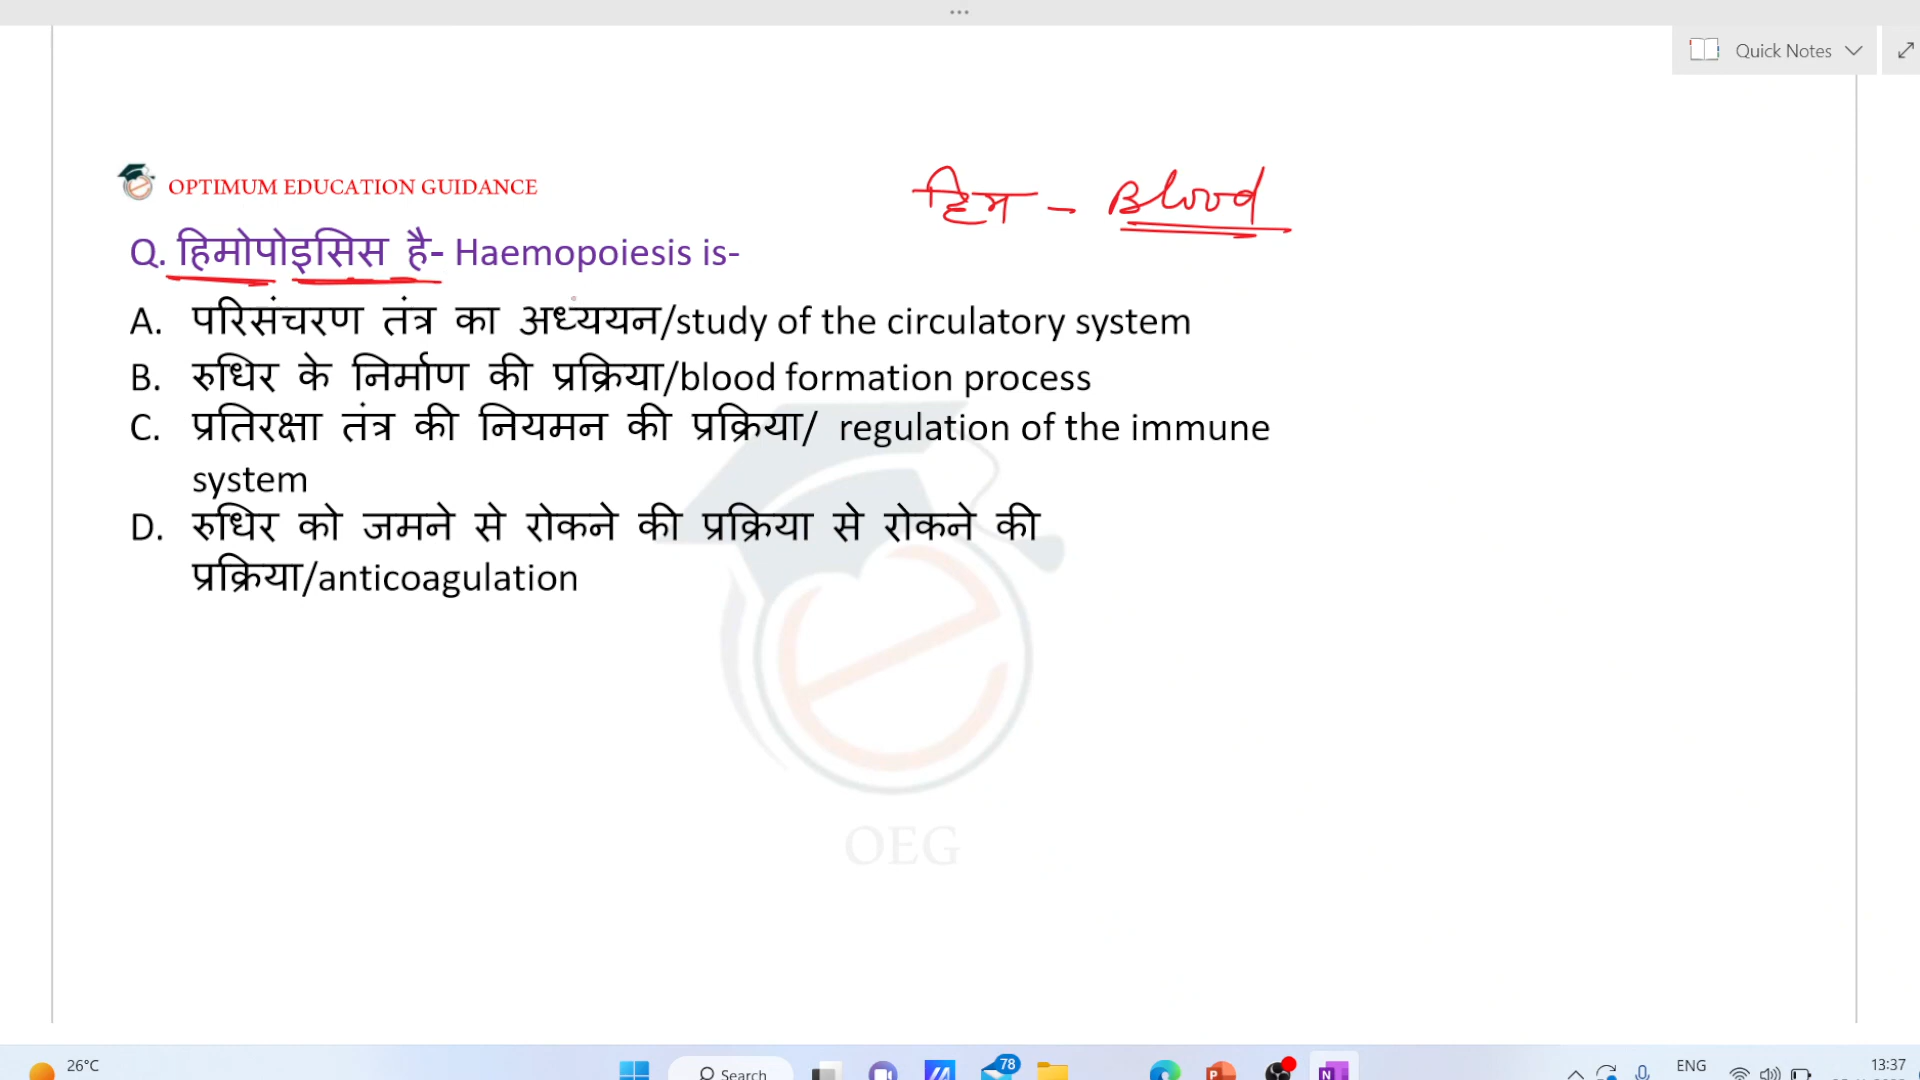 ...
Quick Notes
हिम - Blood
OPTIMUM EDUCATION GUIDANCE
Q. हिमोपोइसिस है- Haemopoiesis is-
A. परिसंचरण तंत्र का अध्ययन/study of the circulatory system
B. रुधिर के निर्माण की प्रक्रिया/blood formation process
C. प्रतिरक्षा तंत्र की नियमन की प्रक्रिया/ regulation of the immune
system
D. रुधिर को जमने से रोकने की प्रक्रिया से रोकने की
प्रक्रिया/anticoagulation
OEG
26°C
Search
78
ENG
13:37